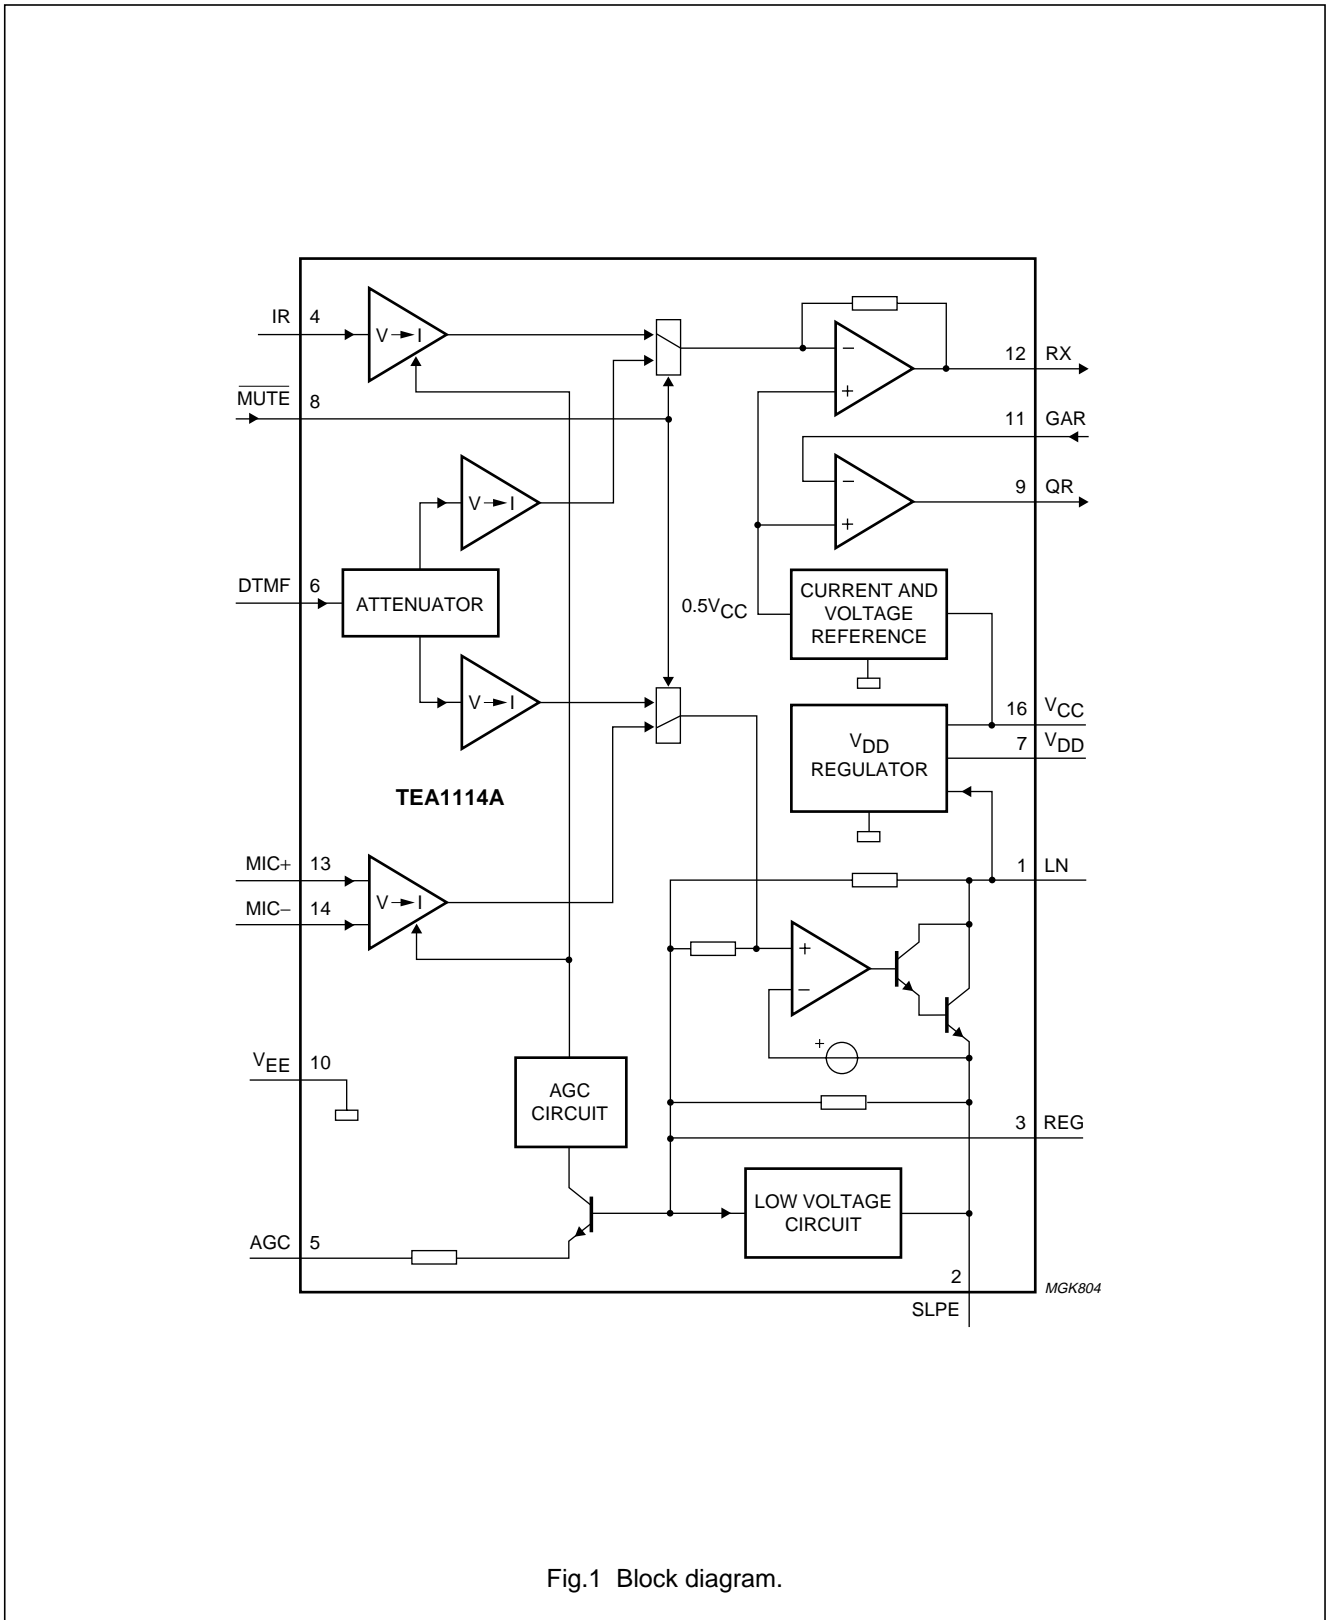 IR 4
V I
MUTE 8
V I
DTMF 6
ATTENUATOR
V I
TEA1114A
MIC+ 13
MIC− 14
V I
VEE 10
AGC
CIRCUIT
AGC 5
−
+
12 RX
11 GAR
−
+
9 QR
0.5VCC
CURRENT AND
VOLTAGE
REFERENCE
16 VCC
7 VDD
VDD
REGULATOR
1 LN
+
−
+
3 REG
LOW VOLTAGE
CIRCUIT
2
SLPE
MGK804
Fig.1 Block diagram.